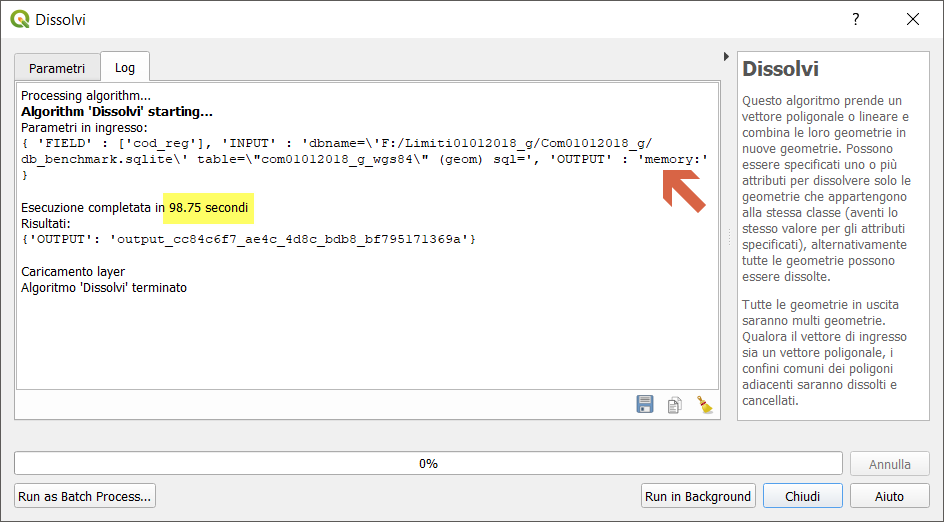 Dissolvi
?
Parametri
Log
Processing algorithm...
Algorithm 'Dissolvi' starting...
Parametri in ingresso:
{ 'FIELD' : ['cod_reg'], 'INPUT' : 'dbname=\'F:/Limiti01012018_g/Com01012018_g/
db_benchmark.sqlite\' table=\"com01012018_g_wgs84\" (geom) sql=', 'OUTPUT' : 'memory:'
}
Esecuzione completata in 98.75 secondi
Risultati:
{'OUTPUT': 'output_cc84c6f7_ae4c_4d8c_bdb8_bf795171369a'}
Caricamento layer
Algoritmo 'Dissolvi' terminato
Dissolvi
Questo algoritmo prende un
vettore poligonale o lineare e
combina le loro geometrie in
nuove geometrie. Possono
essere specificati uno o più
attributi per dissolvere solo le
geometrie che appartengono
alla stessa classe (aventi lo
stesso valore per gli attributi
specificati), alternativamente
tutte le geometrie possono
essere dissolte.
Tutte le geometrie in uscita
saranno multi geometrie.
Qualora il vettore di ingresso
sia un vettore poligonale, i
confini comuni dei poligoni
adiacenti saranno dissolti e
cancellati.
0%
Annulla
Run as Batch Process...
Run in Background
Chiudi
Aiuto